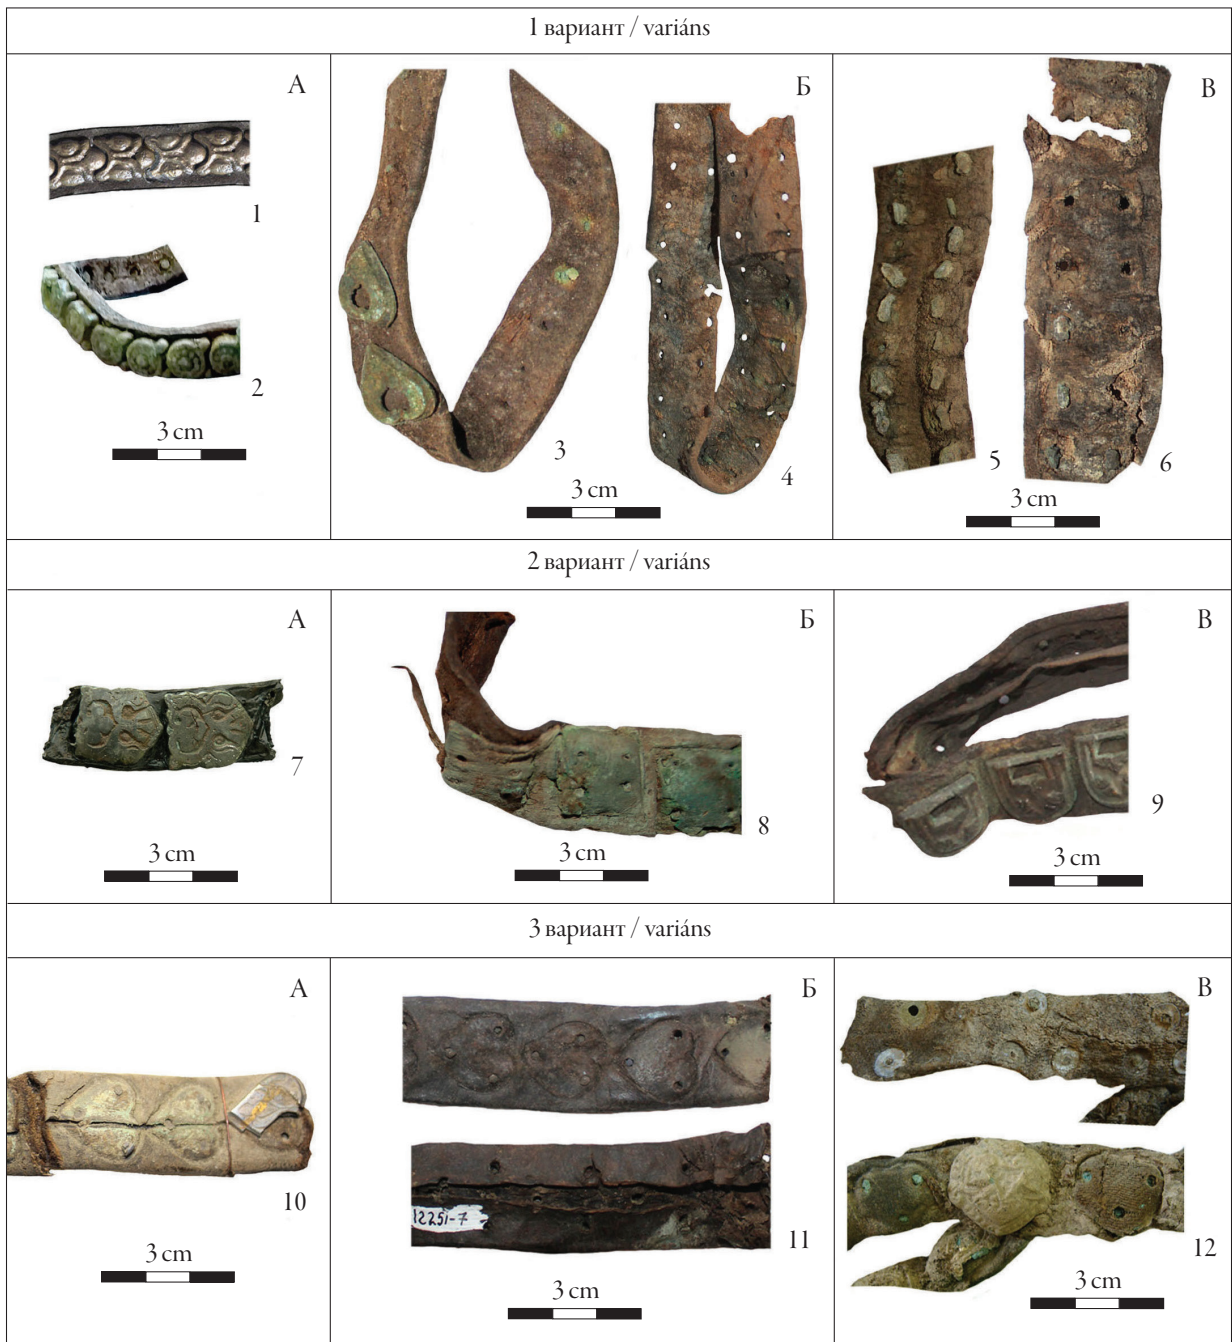 1 вариант / variáns
А
1
2
3 cm
Б
3
4
3 cm
В
5
6
3 cm
2 вариант / variáns
А
7
3 cm
Б
8
3 cm
В
9
3 cm
3 вариант / variáns
А
10
3 cm
Б
12251-7
11
3 cm
В
12
3 cm